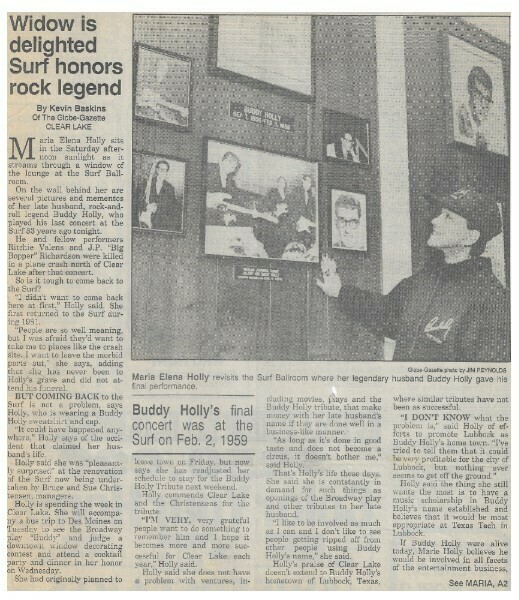 Widow is
delighted
Surf honors
rock legend
By Kevin Baskins
Of The Globe-Gazette
CLEAR LAKE
Maria Elena Holly sits
in the Saturday after-
noon sunlight as it
streams through a window of
the lounge at the Surf Ball-
room.
On the wall behind her are
several pictures and mementos
of her late husband, rock-and-
roll legend Buddy Holly, who
played his last concert at the
Surf 33 years ago tonight.
He and fellow performers
Ritchie Valens and J.P. "Big
Bopper" Richardson were killed
in a plane crash north of Clear
Lake after that concert.
So is it tough to come back to
the Surf?
"I didn't want to come back
here at first," Holly said. She
first returned to the Surf dur-
ing 1981.
"People are so well meaning,
but I was afraid they'd want to
take me to places like the crash
site. I want to leave the morbid
parts out," she says, adding
that she has never been to
Holly's grave and did not at-
tend his funeral.
BUT COMING BACK to the
Surf is not a problem, says
Holly, who is wearing a Buddy
Holly sweatshirt and cap.
"It could have happened any-
where," Holly says of the acci-
dent that claimed her hus-
band's life.
Holly said she was "pleasant-
ly surprised" at the renovation
of the Surf now being under-
taken by Bruce and Sue Chris-
tensen, managers.
Holly is spending the week in
Clear Lake. She will accompa-
ny a bus trip to Des Moines on
Tuesday to see the Broadway
play "Buddy" and judge a
downtown window decorating
contest and attend a cocktail
party and dinner in her honor
on Wednesday.
She had originally planned to
BUDDY HOLLY
Globe-Gazette photo by JIM REYNOLDS
Maria Elena Holly revisits the Surf Ballroom where her legendary husband Buddy Holly gave his
final performance.
Buddy Holly's final
concert was at the
Surf on Feb. 2, 1959
leave town on Friday, but now
says she has readjusted her
schedule to stay for the Buddy
Holly Tribute next weekend.
Holly commends Clear Lake
and the Christensens for the
tribute.
"I'M VERY, very grateful
people want to do something to
remember him and I hope it
becomes more and more suc-
cessful for Clear Lake each
year," Holly said.
Holly said she does not have
a problem with ventures, in-
cluding movies, plays and the
Buddy Holly tribute, that make
money with her late husband's
name if they are done well in a
business-like manner.
"As long as it's done in good
taste and does not become a
circus, it doesn't bother me,"
said Holly.
That's Holly's life these days.
She said she is constantly in
demand for such things as
openings of the Broadway play
and other tributes to her late
husband.
"I like to be involved as much
as I can and I don't like to see
people getting ripped off from
other people using Buddy
Holly's name," she said.
Holly's praise of Clear Lake
doesn't extend to Buddy Holly's
hometown of Lubbock, Texas,
where similar tributes have not
been as successful.
"I DON'T KNOW what the
problem is," said Holly of ef-
forts to promote Lubbock as
Buddy Holly's home town. "I've
tried to tell them that it could
be very profitable for the city of
Lubbock, but nothing ever
seems to get off the ground."
Holly said the thing she still
wants the most is to have a
music scholarship in Buddy
Holly's name established and
believes that it would be most
appropriate at Texas Tech in
Lubbock.
If Buddy Holly were alive
today, Marie Holly believes he
would be involved in all facets
of the entertainment business,
See MARIA, A2